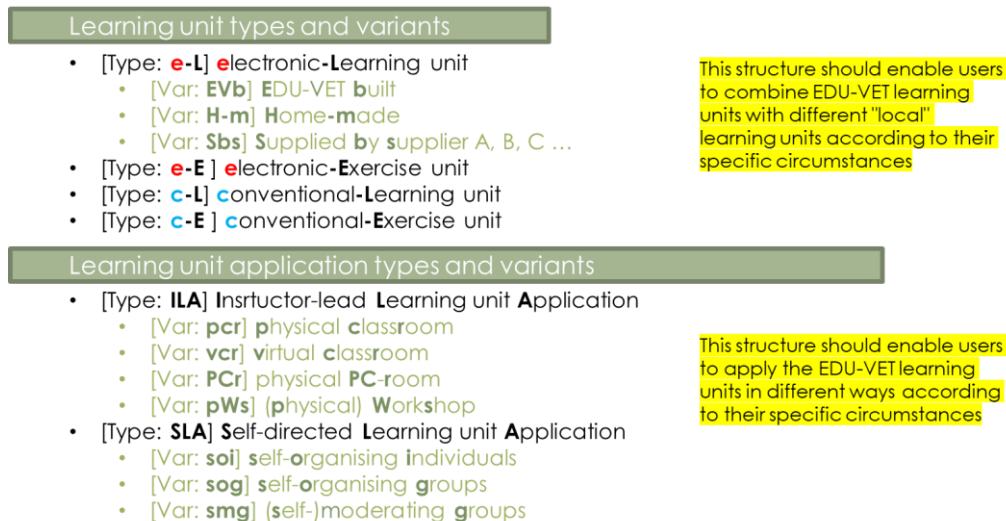 Learning unit types and variants
• [Type: e-L] electronic-Learning unit
• [Var: EVb] EDU-VET built
• [Var: H-m] Home-made
• [Var: Sbs] Supplied by supplier A, B, C …
• [Type: e-E ] electronic-Exercise unit
• [Type: c-L] conventional-Learning unit
• [Type: c-E ] conventional-Exercise unit
This structure should enable users
to combine EDU-VET learning
units with different "local"
learning units according to their
specific circumstances
Learning unit application types and variants
• [Type: ILA] Insrtuctor-lead Learning unit Application
• [Var: pcr] physical classroom
• [Var: vcr] virtual classroom
• [Var: PCr] physical PC-room
• [Var: pWs] (physical) Workshop
• [Type: SLA] Self-directed Learning unit Application
• [Var: soi] self-organising individuals
• [Var: sog] self-organising groups
• [Var: smg] (self-)moderating groups
This structure should enable users
to apply the EDU-VET learning
units in different ways according
to their specific circumstances